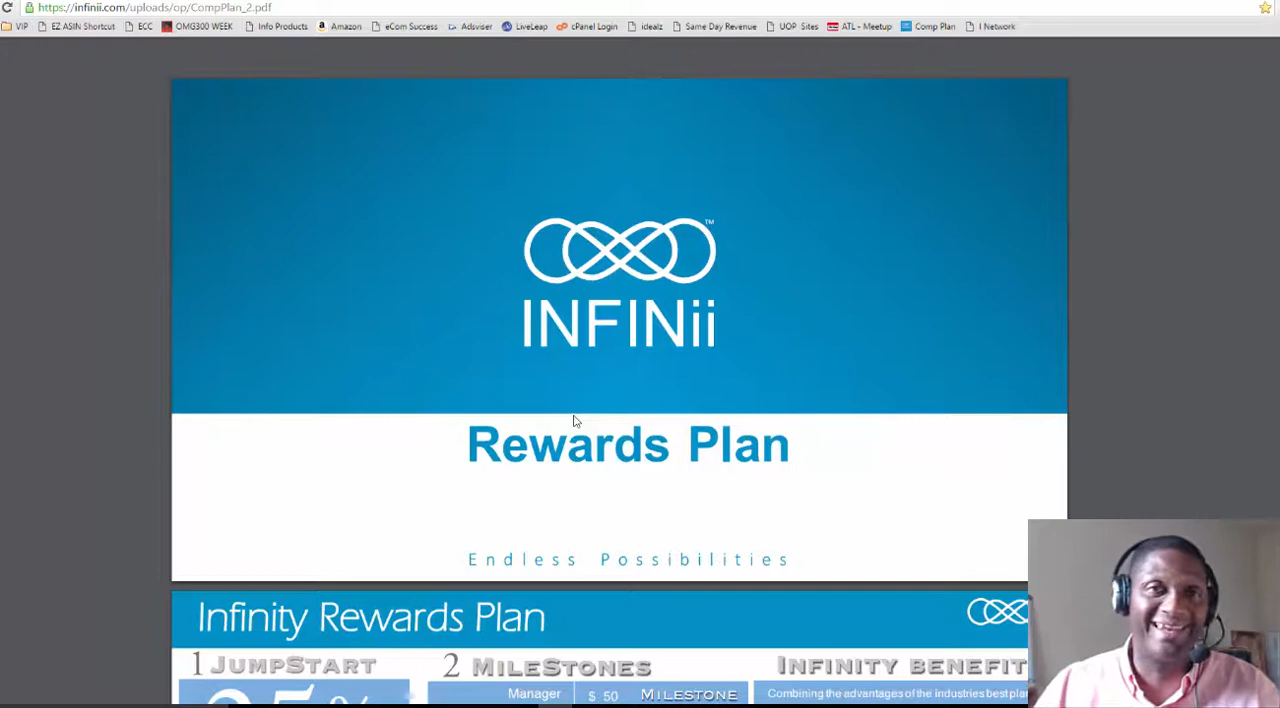 https://infinii.com/uploads/op/CompPlan_2.pdf
VIP EZ ASIN Shortcut ECC OMG300 WEEK Info Products Amazon eCom Success Adsviser LiveLeap cPanel Login idealz Same Day Revenue UOP Sites ATL - Meetup Comp Plan I Network
INFINii
™
Rewards Plan
Endless Possibilities
Infinity Rewards Plan
1 JumpStart 2 MileStones Infinity Benefit
25% Manager $ 50 Milestone Combining the advantages of the industries best pla